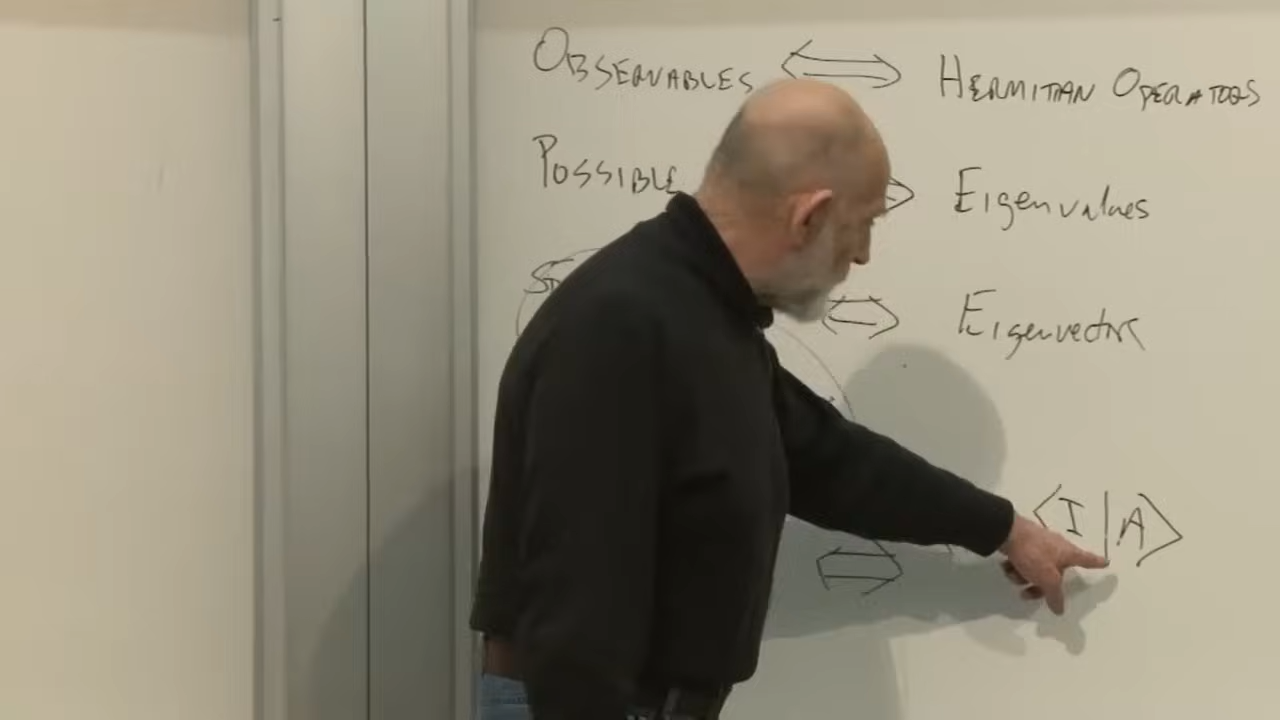 OBSERVABLES ⟺ HERMITIAN OPERATORS
POSSIBLE Eigenvalues
⟺ Eigenvectors
⟺ ⟨I|A⟩